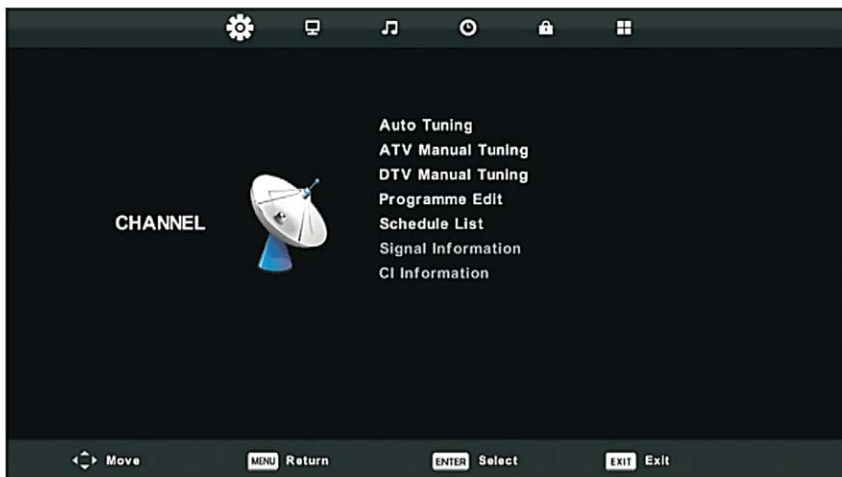 Auto Tuning
ATV Manual Tuning
DTV Manual Tuning
Programme Edit
CHANNEL
Schedule List
Signal Information
CI Information
Move
MENU Return
ENTER Select
EXIT Exit